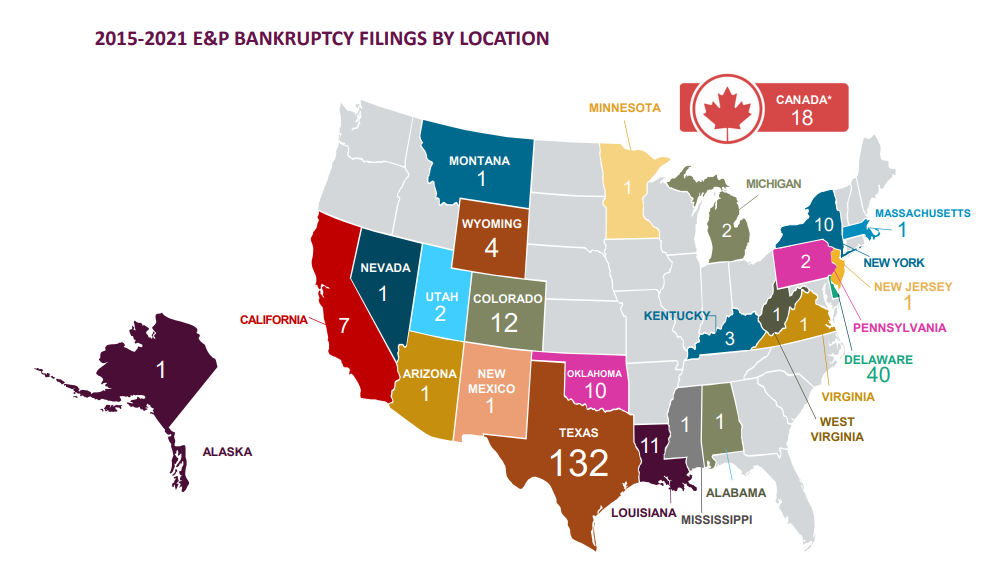 2015-2021 E&P BANKRUPTCY FILINGS BY LOCATION
CANADA*
18
MINNESOTA
1
MONTANA
1
MICHIGAN
2
WYOMING
4
MASSACHUSETTS
1
10
NEW YORK
NEVADA
1
2
PENNSYLVANIA
UTAH
2
COLORADO
12
NEW JERSEY
1
CALIFORNIA
7
KENTUCKY
3
1
WEST
VIRGINIA
1
VIRGINIA
DELAWARE
40
ARIZONA
1
NEW
MEXICO
1
OKLAHOMA
10
1
ALASKA
TEXAS
132
11
LOUISIANA
1
MISSISSIPPI
1
ALABAMA